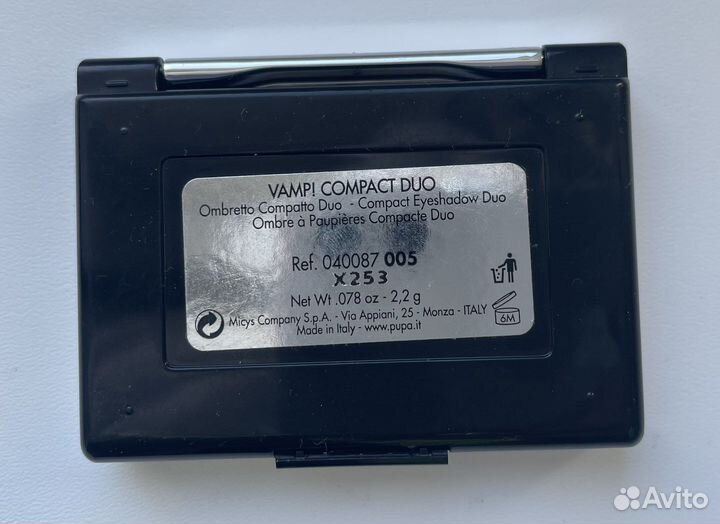 VAMP! COMPACT DUO
Ombretto Compatto Duo - Compact Eyeshadow Duo
Ombre à Paupières Compacte Duo
Ref. 040087 005
X253
Net Wt .078 oz - 2,2 g
Micys Company S.p.A. - Via Appiani, 25 - Monza - ITALY
Made in Italy - www.pupa.it
6M
Avito